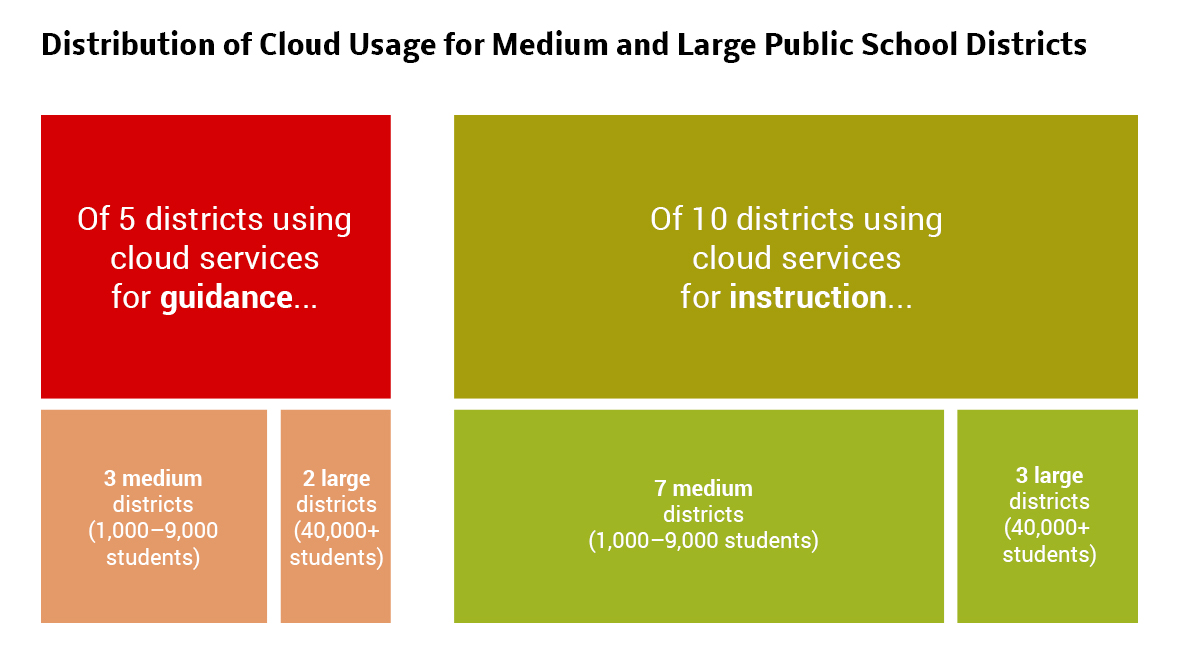 Distribution of Cloud Usage for Medium and Large Public School Districts
Of 5 districts using
cloud services
for guidance...
Of 10 districts using
cloud services
for instruction...
3 medium
districts
(1,000–9,000
students)
2 large
districts
(40,000+
students)
7 medium
districts
(1,000–9,000 students)
3 large
districts
(40,000+
students)